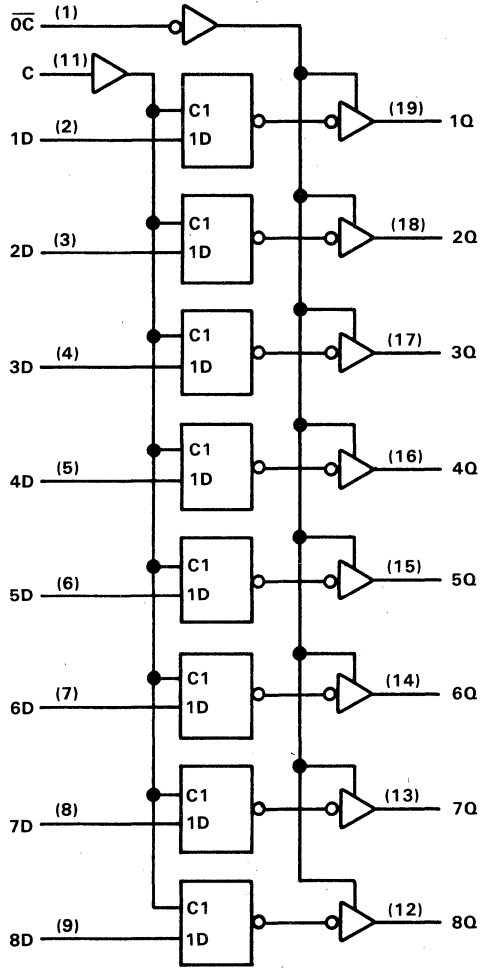 OC (1)
C (11)
C1 (19) 1Q
1D (2) 1D
C1 (18) 2Q
2D (3) 1D
C1 (17) 3Q
3D (4) 1D
C1 (16) 4Q
4D (5) 1D
C1 (15) 5Q
5D (6) 1D
C1 (14) 6Q
6D (7) 1D
C1 (13) 7Q
7D (8) 1D
C1 (12) 8Q
8D (9) 1D